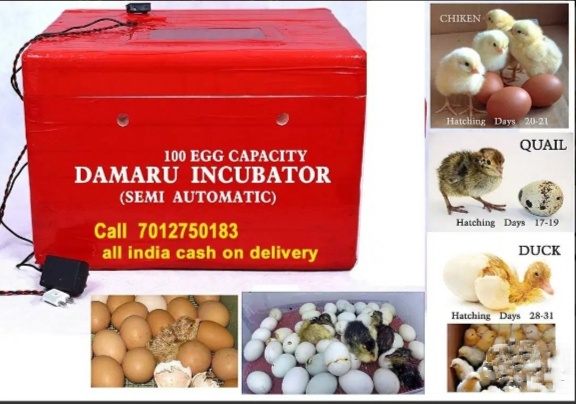 100 EGG CAPACITY
DAMARU INCUBATOR
(SEMI AUTOMATIC)
Call 7012750183
all india cash on delivery
CHIKEN
Hatching Days 20-21
QUAIL
Hatching Days 17-19
DUCK
Hatching Days 28-31